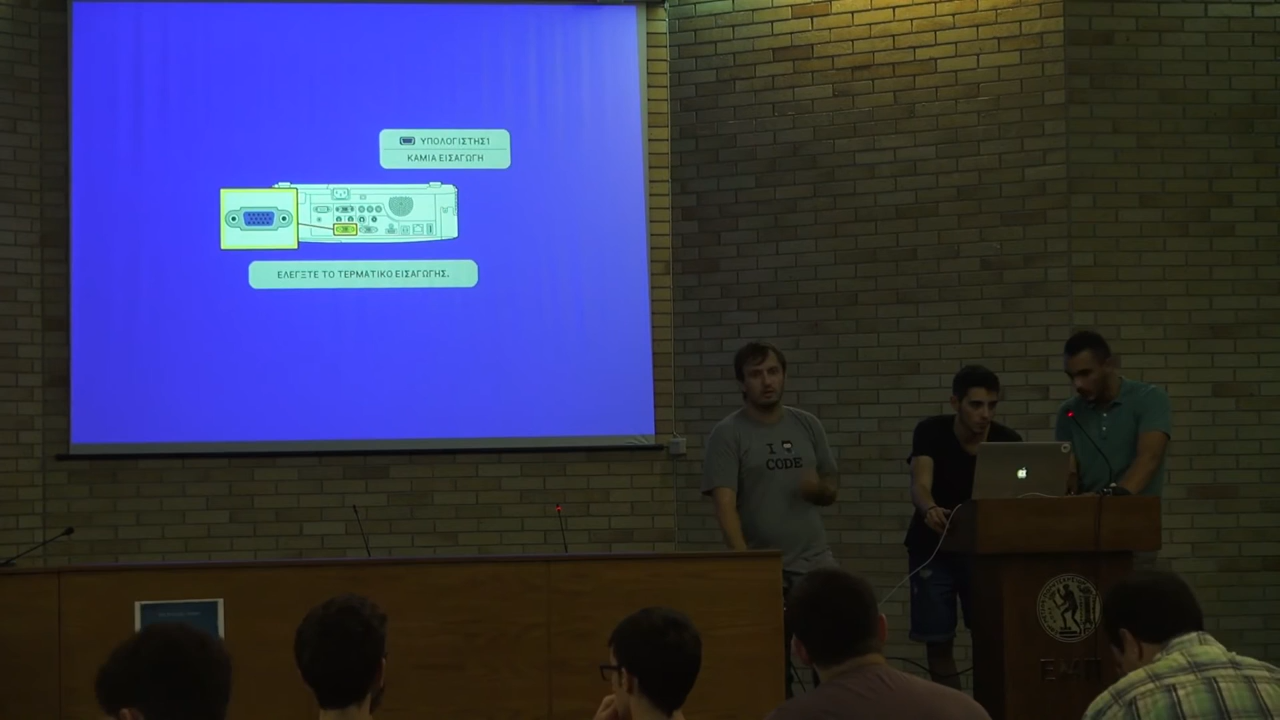 ΥΠΟΛΟΓΙΣΤΗΣ1
ΚΑΜΙΑ ΕΙΣΑΓΩΓΗ
ΕΛΕΓΞΤΕ ΤΟ ΤΕΡΜΑΤΙΚΟ ΕΙΣΑΓΩΓΗΣ.
I
CODE